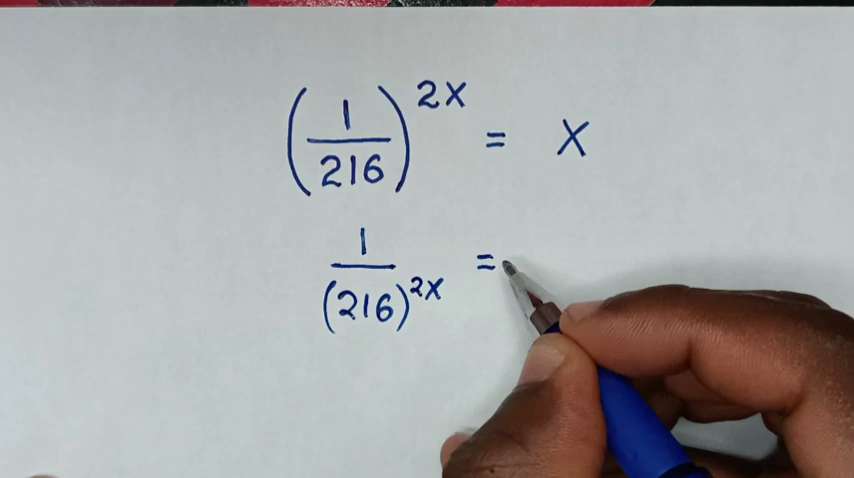 (1/216)^2x = x
1/(216)^2x =